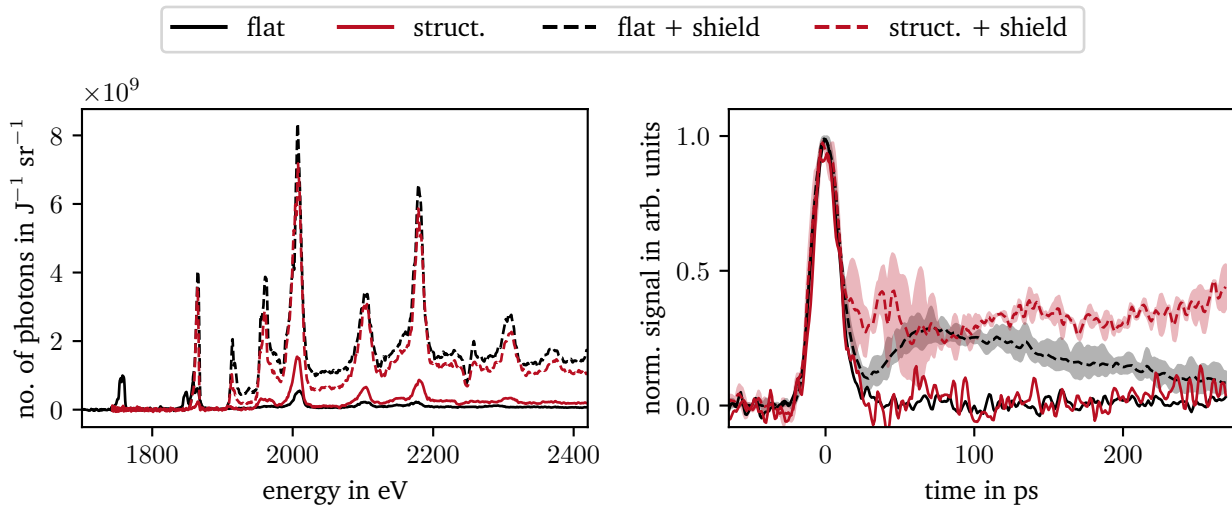 flat struct. flat + shield struct. + shield
×10⁹
no. of photons in J⁻¹ sr⁻¹
8
6
4
2
0
1800 2000 2200 2400
energy in eV
norm. signal in arb. units
1.0
0.5
0.0
0 100 200
time in ps